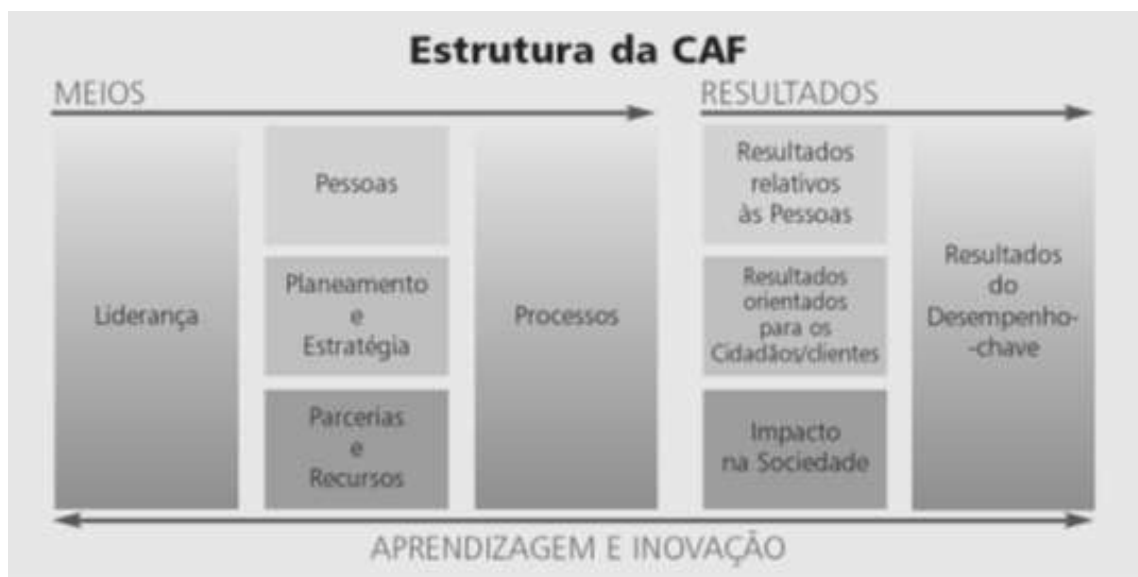 Estrutura da CAF
MEIOS
RESULTADOS
Liderança
Pessoas
Planeamento
e
Estratégia
Parcerias
e
Recursos
Processos
Resultados
relativos
às Pessoas
Resultados
orientados
para os
Cidadãos/clientes
Impacto
na Sociedade
Resultados
do
Desempenho-
-chave
APRENDIZAGEM E INOVAÇÃO